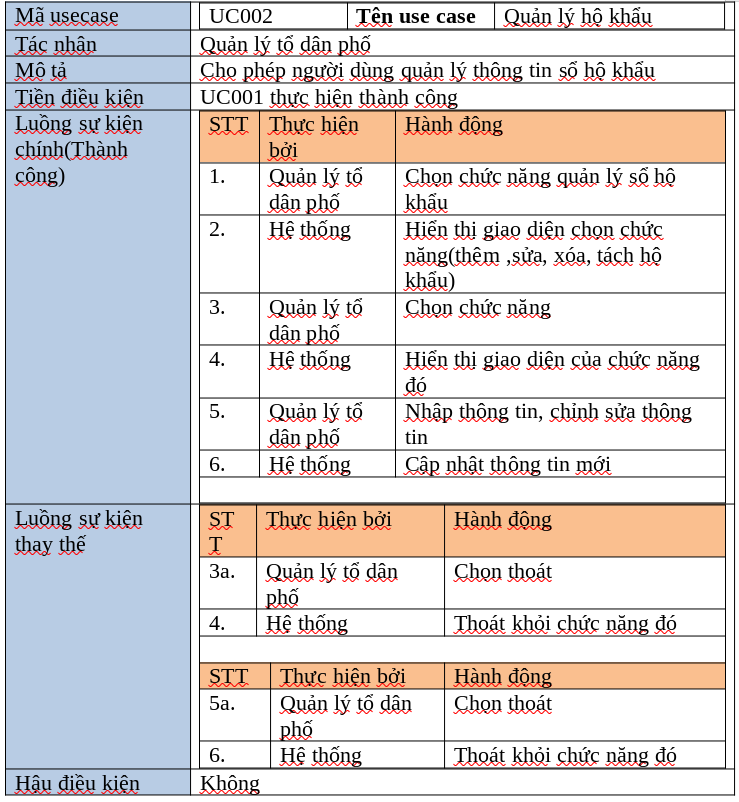 Mã usecase UC002 Tên use case Quản lý hộ khẩu
Tác nhân Quản lý tổ dân phố
Mô tả Cho phép người dùng quản lý thông tin sổ hộ khẩu
Tiền điều kiện UC001 thực hiện thành công
Luồng sự kiện
chính(Thành
công)
STT Thực hiện
bởi
Hành động
1. Quản lý tổ
dân phố
Chọn chức năng quản lý sổ hộ
khẩu
2. Hệ thống Hiển thị giao diện chọn chức
năng(thêm ,sửa, xóa, tách hộ
khẩu)
3. Quản lý tổ
dân phố
Chọn chức năng
4. Hệ thống Hiển thị giao diện của chức năng
đó
5. Quản lý tổ
dân phố
Nhập thông tin, chỉnh sửa thông
tin
6. Hệ thống Cập nhật thông tin mới
Luồng sự kiện
thay thế
ST
T
Thực hiện bởi Hành động
3a. Quản lý tổ dân
phố
Chọn thoát
4. Hệ thống Thoát khỏi chức năng đó
STT Thực hiện bởi Hành động
5a. Quản lý tổ dân
phố
Chọn thoát
6. Hệ thống Thoát khỏi chức năng đó
Hậu điều kiện Không